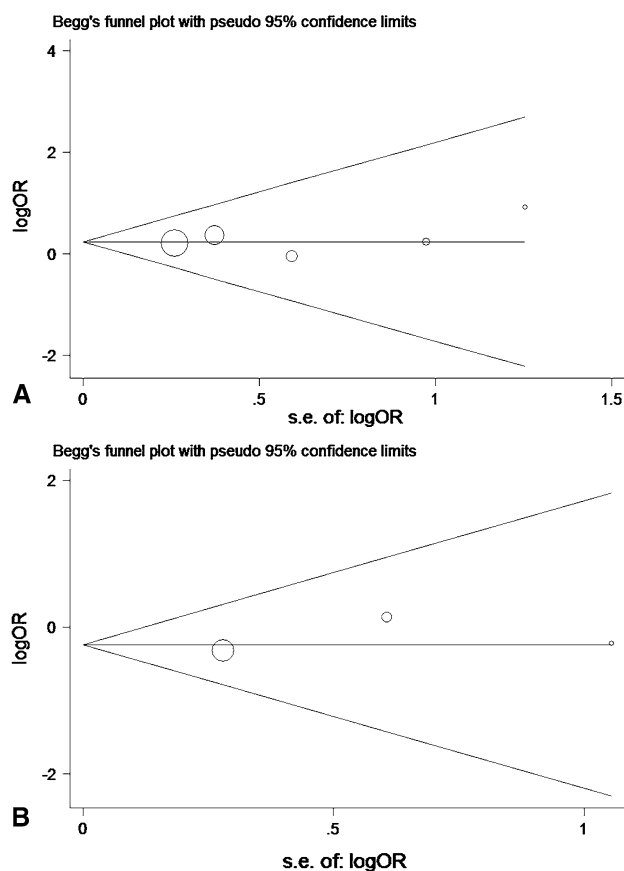 Begg's funnel plot with pseudo 95% confidence limits
4
2
0
-2
logOR
A
0 .5 1 1.5
s.e. of: logOR
Begg's funnel plot with pseudo 95% confidence limits
2
0
-2
logOR
B
0 .5 1
s.e. of: logOR